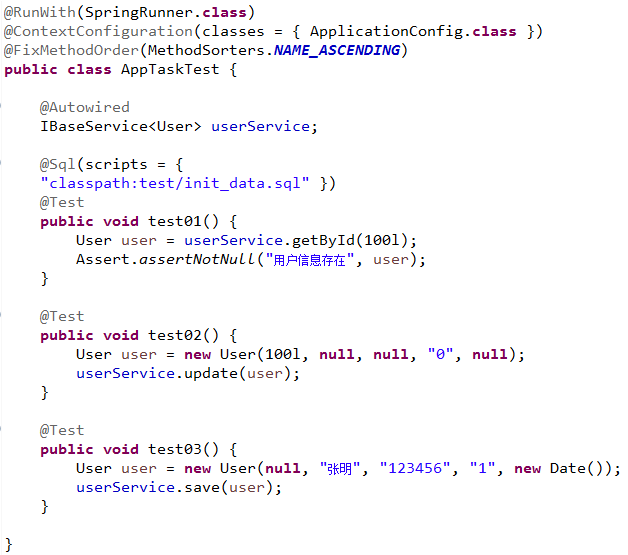 @RunWith(SpringRunner.class)
@ContextConfiguration(classes = { ApplicationConfig.class })
@FixMethodOrder(MethodSorters.NAME_ASCENDING)
public class AppTaskTest {
@Autowired
IBaseService<User> userService;
@Sql(scripts = {
"classpath:test/init_data.sql" })
@Test
public void test01() {
User user = userService.getById(100l);
Assert.assertNotNull("用户信息存在", user);
}
@Test
public void test02() {
User user = new User(100l, null, null, "0", null);
userService.update(user);
}
@Test
public void test03() {
User user = new User(null, "张明", "123456", "1", new Date());
userService.save(user);
}
}